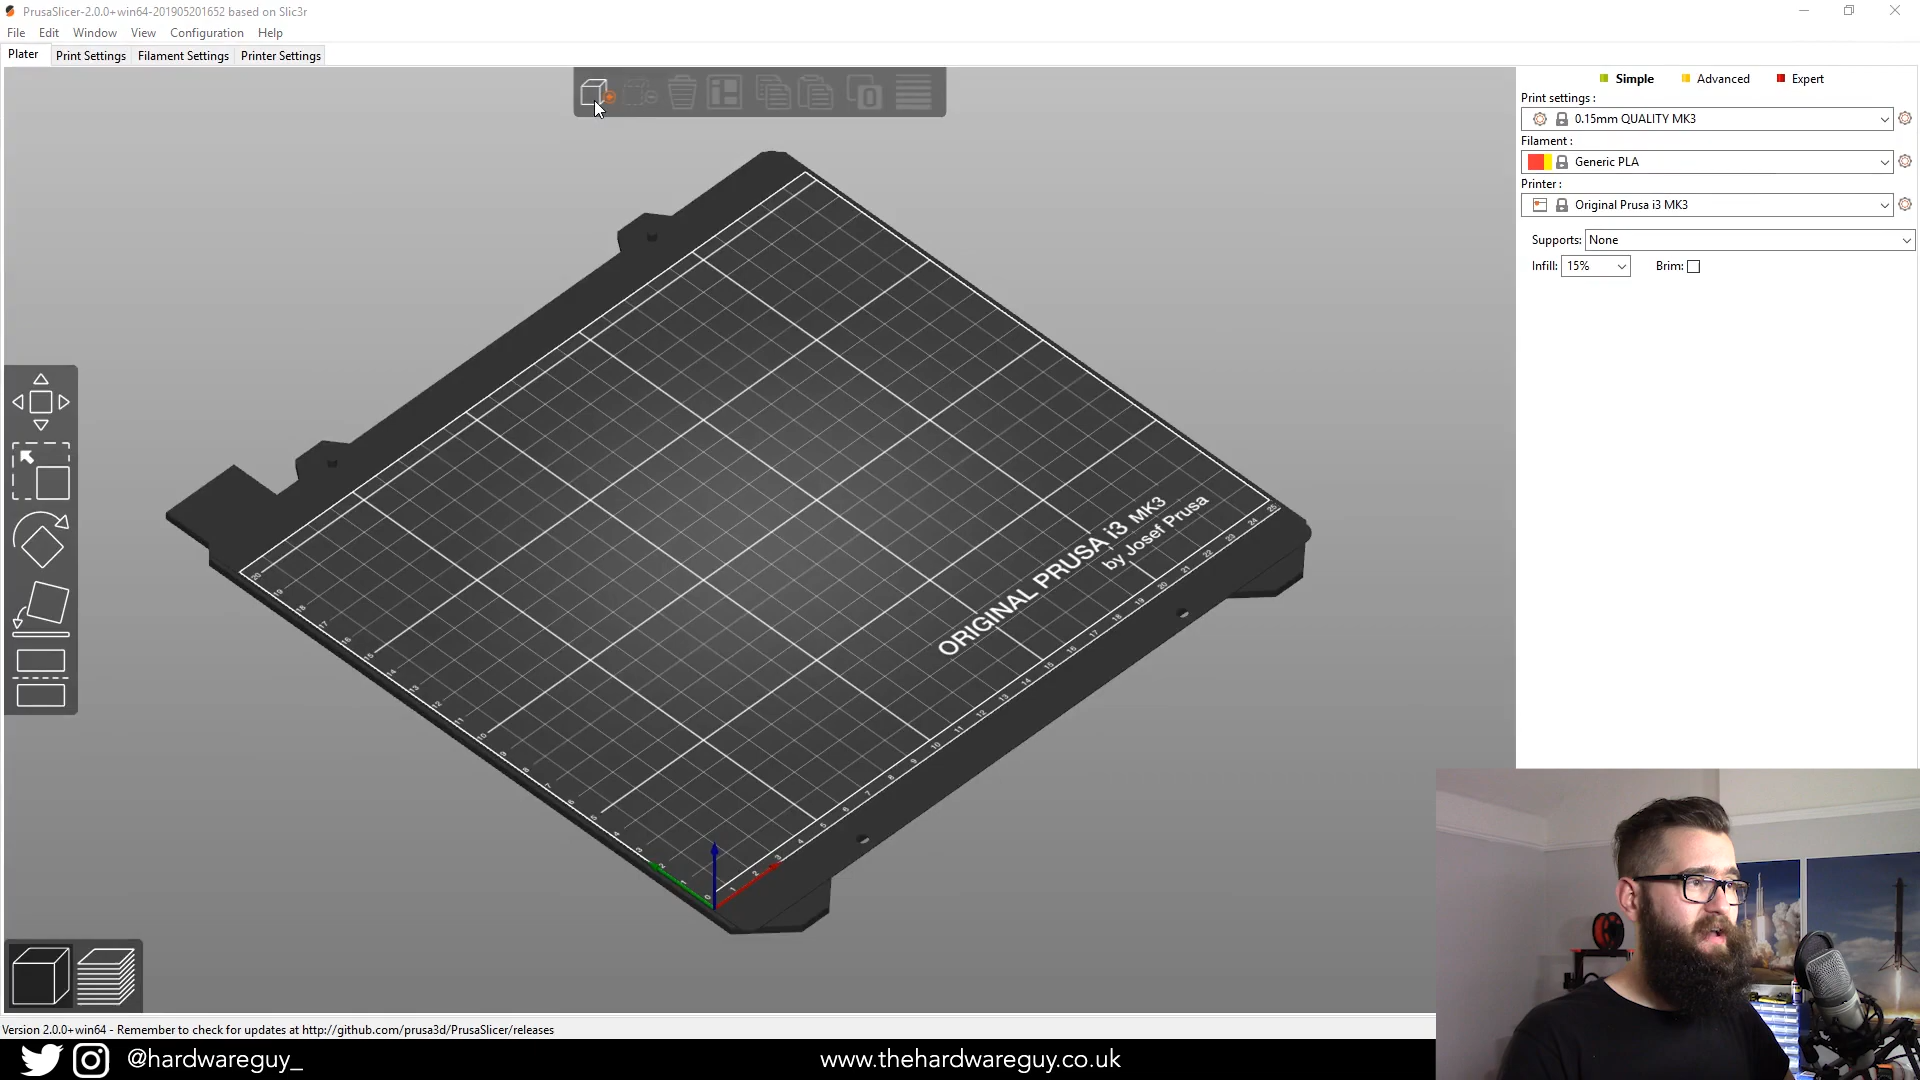 PrusaSlicer-2.0.0+win64-201905201652 based on Slic3r
File Edit Window View Configuration Help
Plater Print Settings Filament Settings Printer Settings
Simple Advanced Expert
Print settings :
0.15mm QUALITY MK3
Filament :
Generic PLA
Printer :
Original Prusa i3 MK3
Supports: None
Infill: 15% Brim:
ORIGINAL PRUSA i3 MK3
by Josef Prusa
Version 2.0.0+win64 - Remember to check for updates at http://github.com/prusa3d/PrusaSlicer/releases
@hardwareguy_ www.thehardwareguy.co.uk